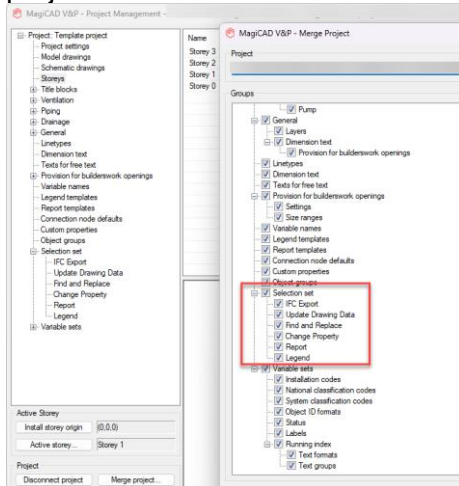 MagiCAD V&P - Project Management -
Project: Template project
Project settings
Model drawings
Schematic drawings
Storeys
Title blocks
Ventilation
Piping
Drainage
General
Linetypes
Dimension text
Texts for free text
Provision for builderswork openings
Variable names
Legend templates
Report templates
Connection node defaults
Custom properties
Object groups
Selection set
IFC Export
Update Drawing Data
Find and Replace
Change Property
Report
Legend
Variable sets
Active Storey
Install storey origin (0,0,0)
Active storey... Storey 1
Project
Disconnect project Merge project...
Name
Storey 3
Storey 2
Storey 1
Storey 0
MagiCAD V&P - Merge Project
Project
Groups
Pump
General
Layers
Dimension text
Provision for builderswork openings
Linetypes
Dimension text
Texts for free text
Provision for builderswork openings
Settings
Size ranges
Variable names
Legend templates
Report templates
Connection node defaults
Custom properties
Object groups
Selection set
IFC Export
Update Drawing Data
Find and Replace
Change Property
Report
Legend
Variable sets
Installation codes
National classification codes
System classification codes
Object ID formats
Status
Labels
Running index
Text formats
Text groups